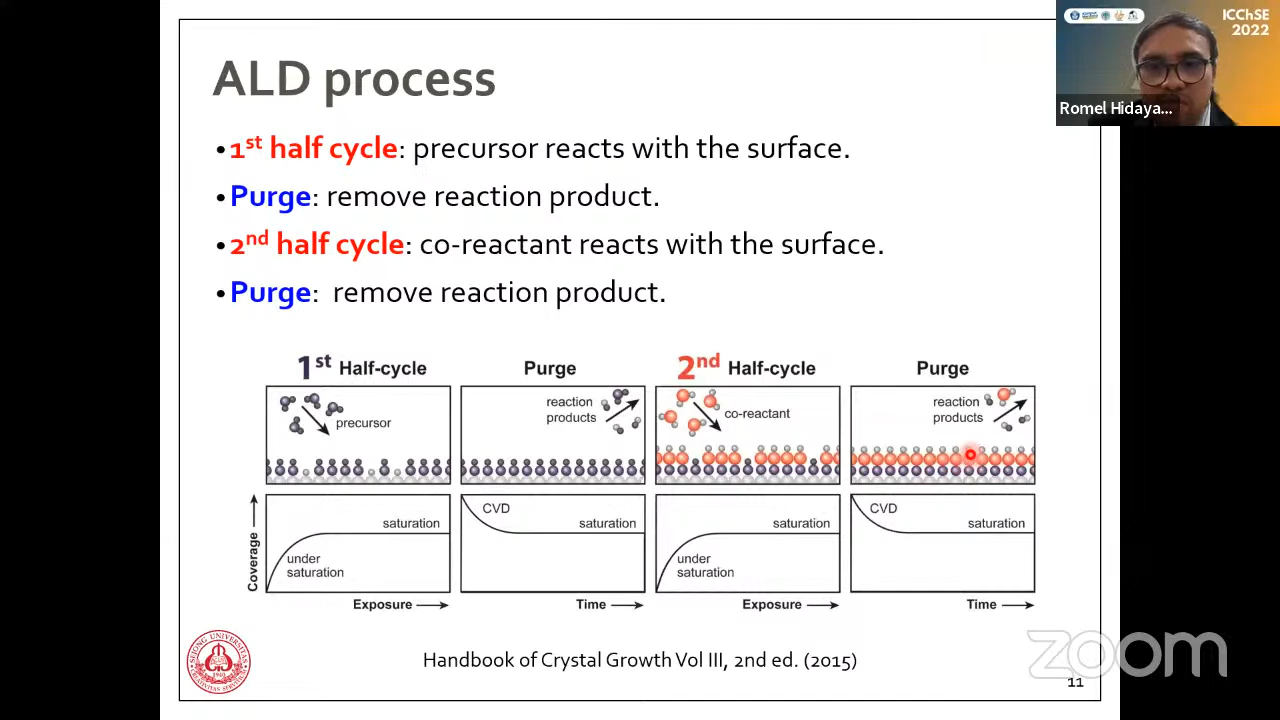 ALD process
•1st half cycle: precursor reacts with the surface.
•Purge: remove reaction product.
•2nd half cycle: co-reactant reacts with the surface.
•Purge: remove reaction product.
1st Half-cycle
Purge
2nd Half-cycle
Purge
precursor
reaction
products
co-reactant
reaction
products
Coverage
saturation
under
saturation
Exposure
CVD
saturation
Time
saturation
under
saturation
Exposure
CVD
saturation
Time
Handbook of Crystal Growth Vol III, 2nd ed. (2015)
11
ICChSE
2022
Romel Hidaya...
zoom
SEJONG UNIVERSITAS
1940